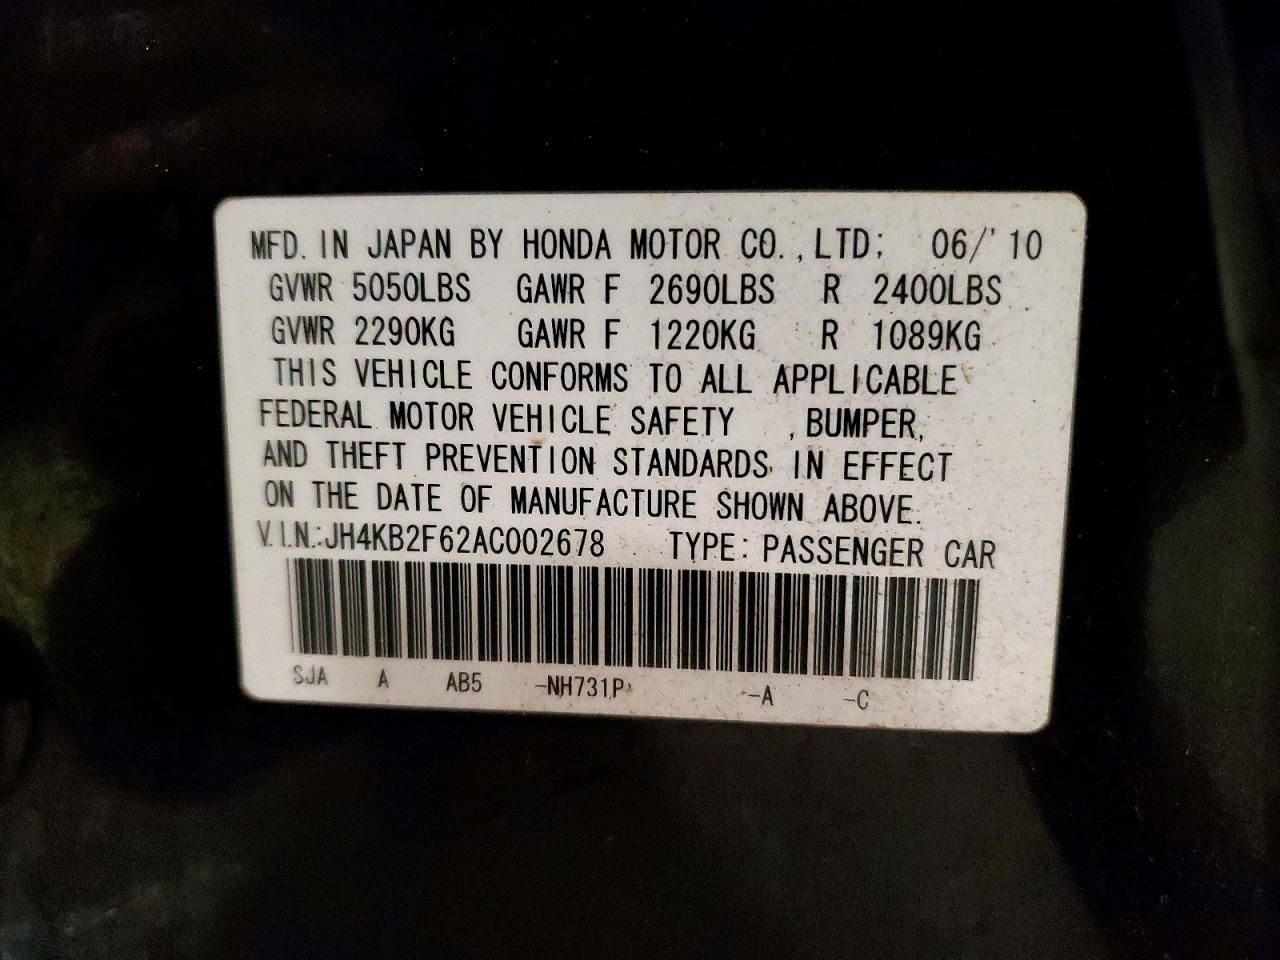 MFD. IN JAPAN BY HONDA MOTOR CO.,LTD; 06/'10
GVWR 5050LBS GAWR F 2690LBS R 2400LBS
GVWR 2290KG GAWR F 1220KG R 1089KG
THIS VEHICLE CONFORMS TO ALL APPLICABLE
FEDERAL MOTOR VEHICLE SAFETY , BUMPER,
AND THEFT PREVENTION STANDARDS IN EFFECT
ON THE DATE OF MANUFACTURE SHOWN ABOVE.
V.I.N.:JH4KB2F62AC002678 TYPE: PASSENGER CAR
SJA A AB5 -NH731P -A -C